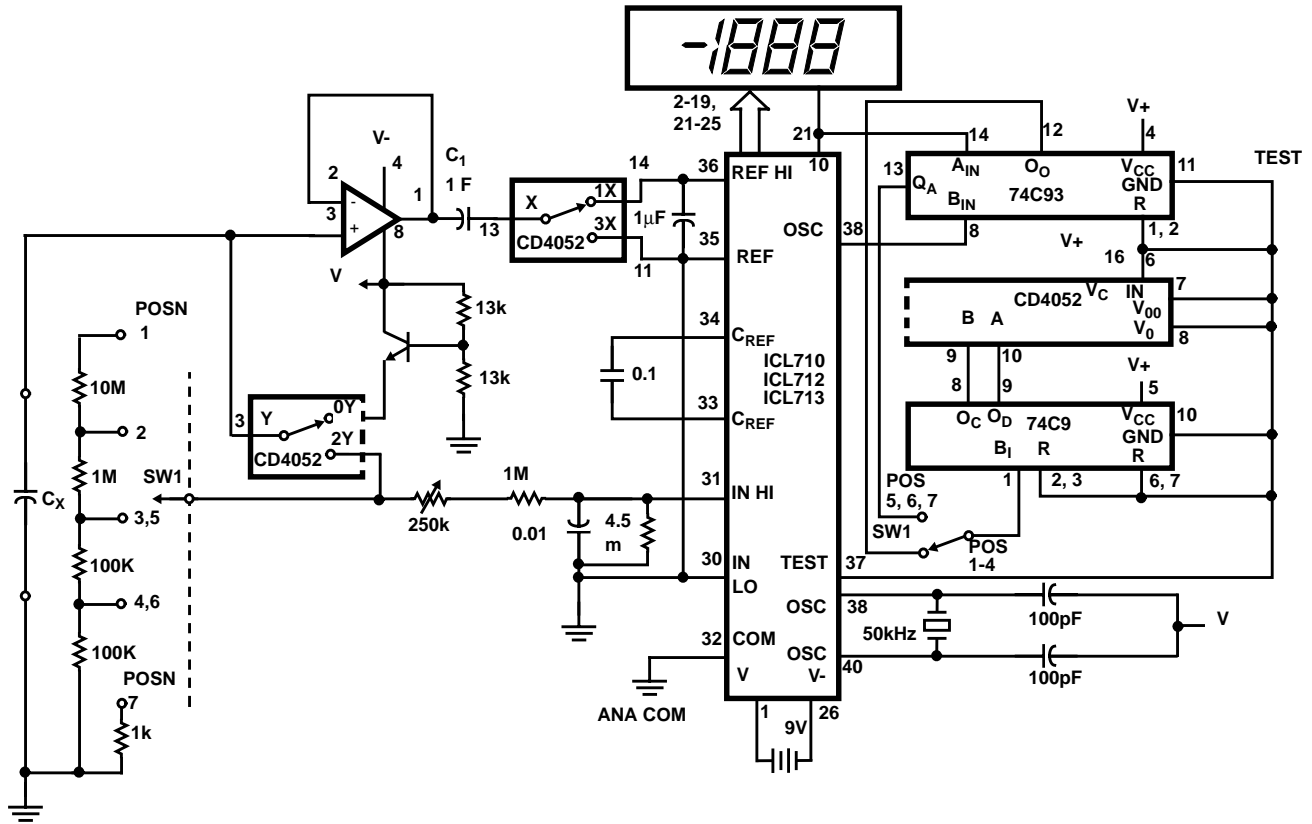 -1888
2-19,
21-25
V-
2
4
3
1
8
C1
1 F
13
14
X
1X
3X
CD4052
11
1µF
V
13k
13k
3
Y
0Y
2Y
CD4052
POSN
1
10M
2
1M
3,5
100K
4,6
100K
POSN
7
1k
CX
SW1
250k
1M
0.01
4.5
m
0.1
36
REF HI
35
REF
34
CREF
33
CREF
ICL710
ICL712
ICL713
31
IN HI
30
IN
LO
32
COM
V
ANA COM
1
26
9V
21
10
OSC
38
TEST
37
OSC
38
OSC
40
V-
50kHz
100pF
100pF
V
14
12
V+
4
13
QA
AIN
OO
VCC
GND
R
BIN
74C93
11
8
1, 2
TEST
V+
16
6
CD4052
VC
IN
V00
V0
7
8
B
A
9
10
8
9
V+
5
OC
OD
74C9
VCC
GND
R
BI
R
10
1
2, 3
6, 7
POS
5, 6, 7
SW1
POS
1-4